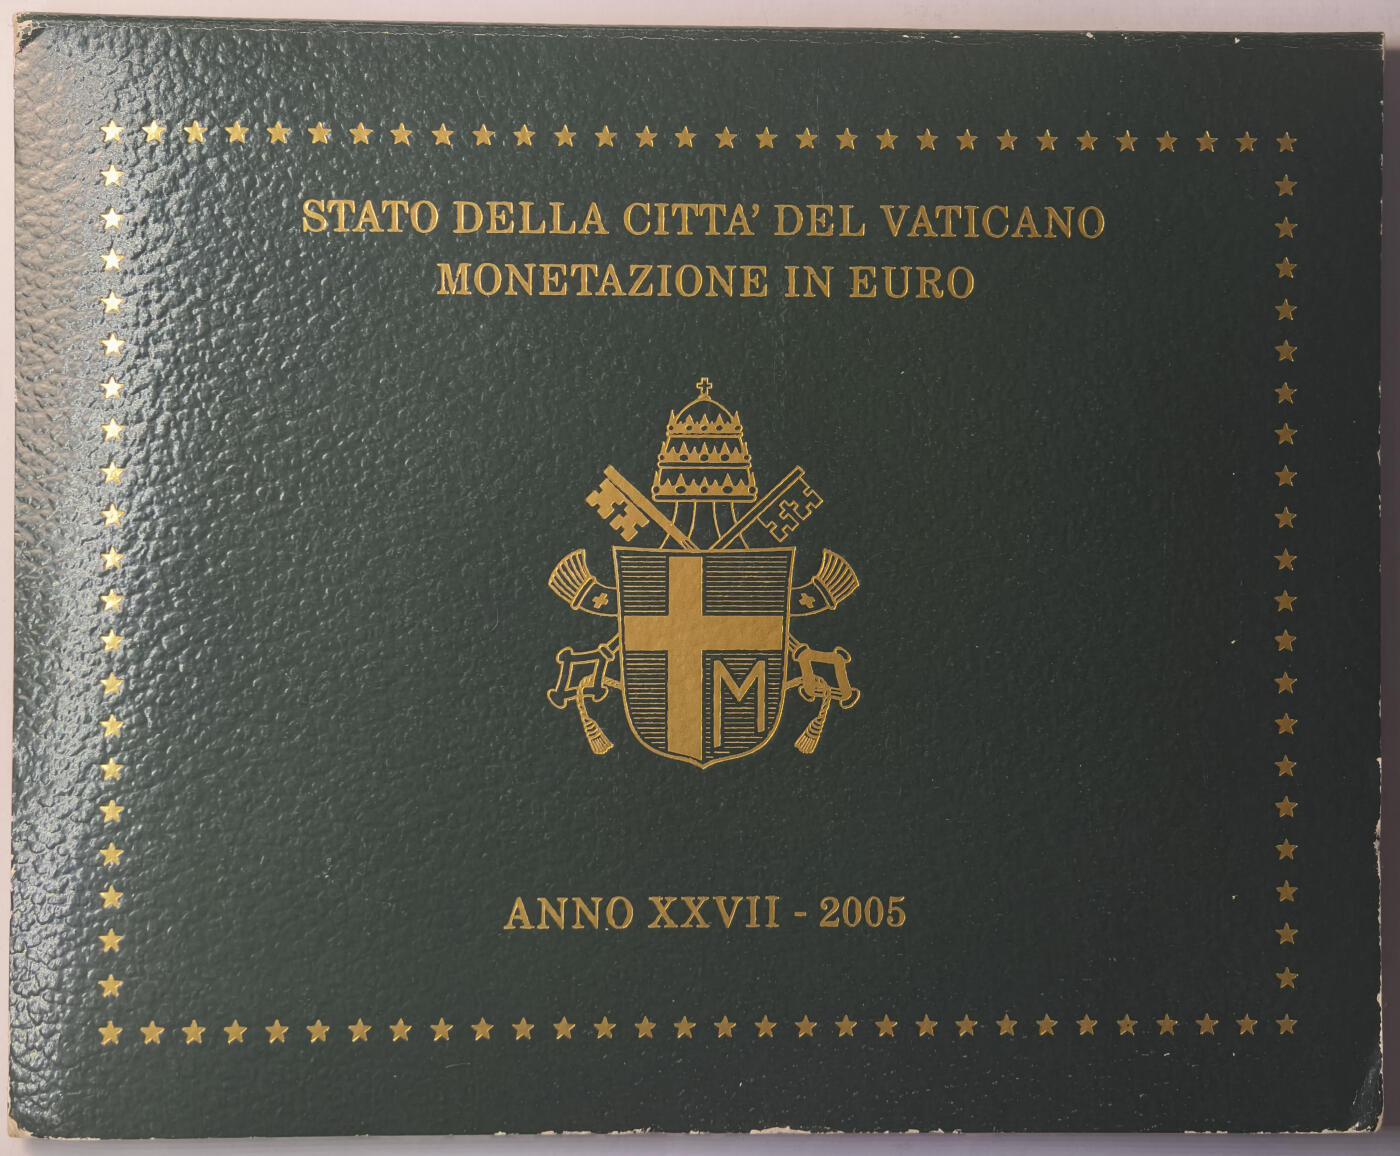 STATO DELLA CITTA' DEL VATICANO
MONETAZIONE IN EURO
M
ANNO XXVII - 2005